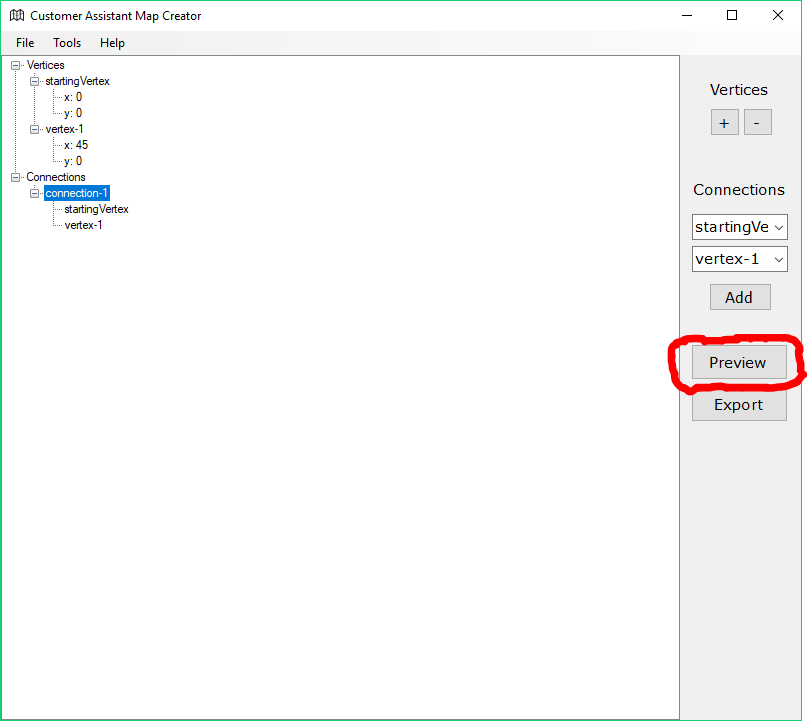 Customer Assistant Map Creator
File Tools Help
Vertices
startingVertex
x: 0
y: 0
vertex-1
x: 45
y: 0
Connections
connection-1
startingVertex
vertex-1
Vertices
+ -
Connections
startingVe
vertex-1
Add
Preview
Export